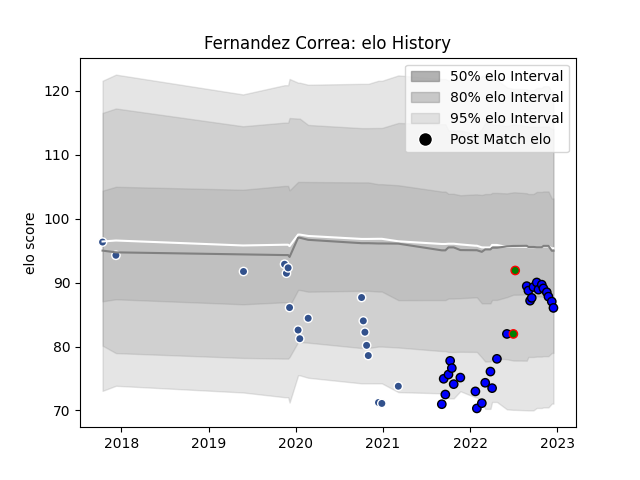 Fernandez Correa: elo History
50% elo Interval
80% elo Interval
95% elo Interval
Post Match elo
elo score
120
110
100
90
80
70
2018
2019
2020
2021
2022
2023